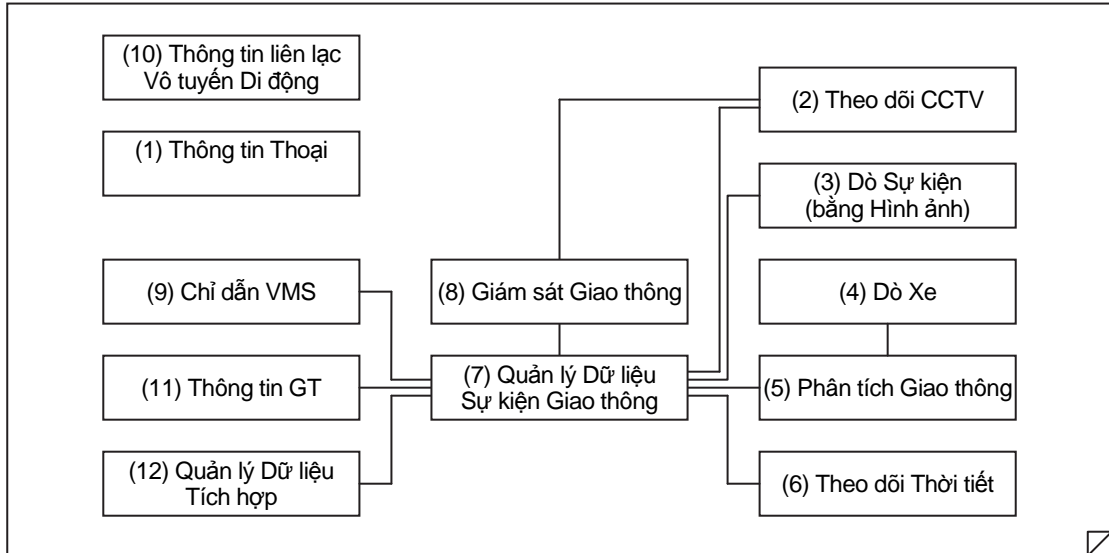 (10) Thông tin liên lạc
Vô tuyến Di động
(2) Theo dõi CCTV
(1) Thông tin Thoại
(3) Dò Sự kiện
(bằng Hình ảnh)
(9) Chỉ dẫn VMS
(8) Giám sát Giao thông
(4) Dò Xe
(11) Thông tin GT
(7) Quản lý Dữ liệu
Sự kiện Giao thông
(5) Phân tích Giao thông
(12) Quản lý Dữ liệu
Tích hợp
(6) Theo dõi Thời tiết